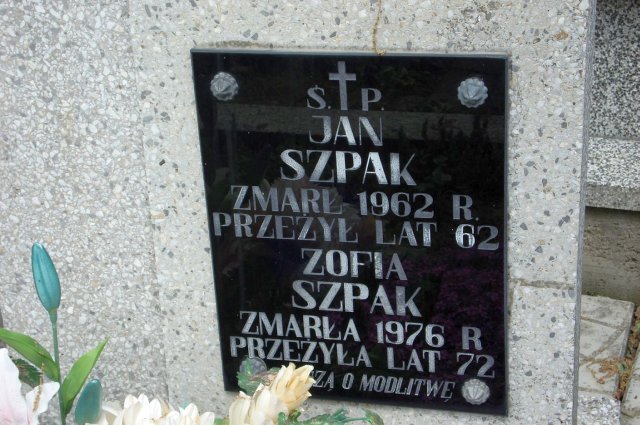 Ś. P.
JAN
SZPAK
ZMARŁ 1962 R.
PRZEŻYŁ LAT 62
ZOFIA
SZPAK
ZMARŁA 1976 R
PRZEŻYŁA LAT 72
O MODLITWĘ